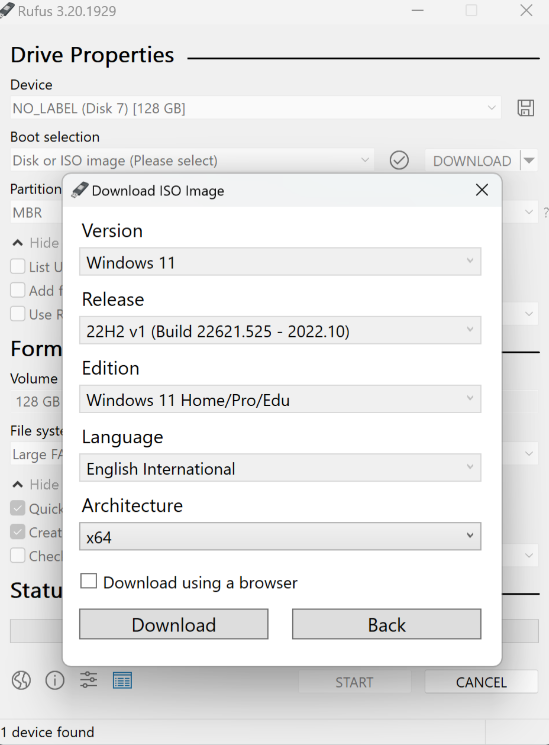 Rufus 3.20.1929
Drive Properties
Device
NO_LABEL (Disk 7) [128 GB]
Boot selection
Disk or ISO image (Please select)
DOWNLOAD
Partition
MBR
?
Hide
List U
Add f
Use R
Form
Volume
128 GB
File syste
Large FA
Hide
Quick
Creat
Chec
Statu
Download ISO Image
Version
Windows 11
Release
22H2 v1 (Build 22621.525 - 2022.10)
Edition
Windows 11 Home/Pro/Edu
Language
English International
Architecture
x64
Download using a browser
Download Back
START CANCEL
1 device found